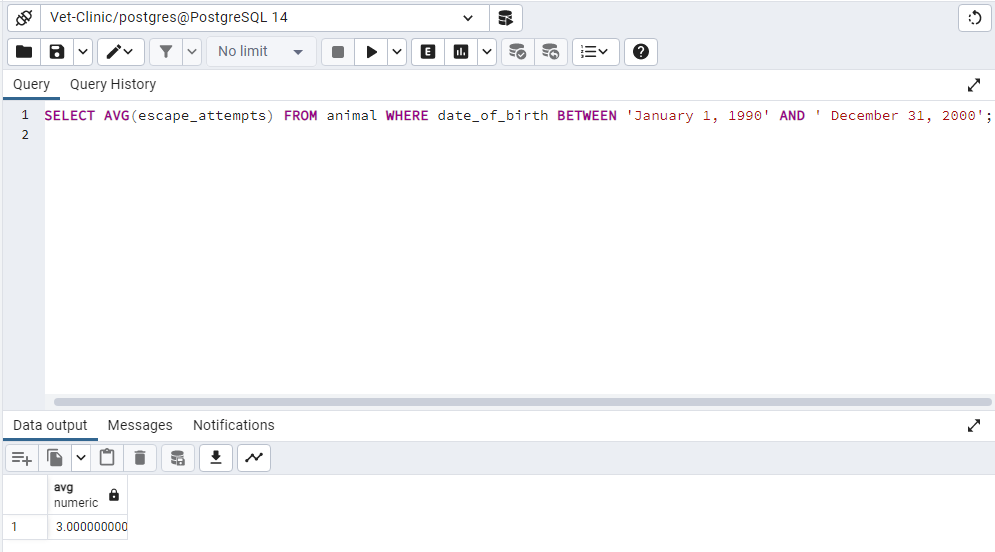 Vet-Clinic/postgres@PostgreSQL 14
No limit
E
?
Query Query History
1 SELECT AVG(escape_attempts) FROM animal WHERE date_of_birth BETWEEN 'January 1, 1990' AND ' December 31, 2000';
2
Data output Messages Notifications
avg
numeric
1 3.000000000